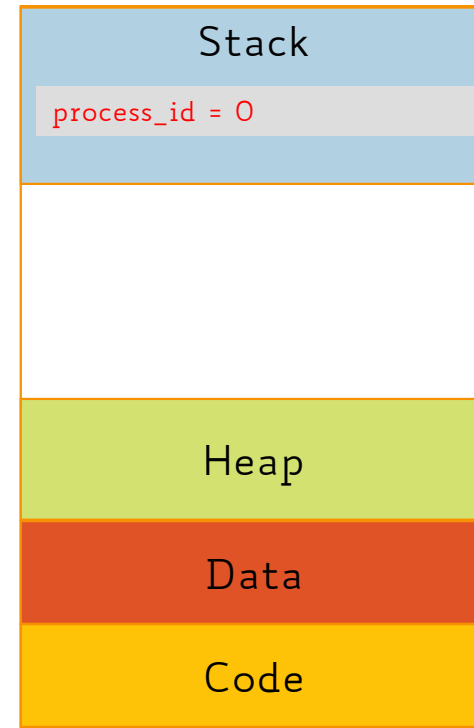 Stack
process_id = 0
Heap
Data
Code